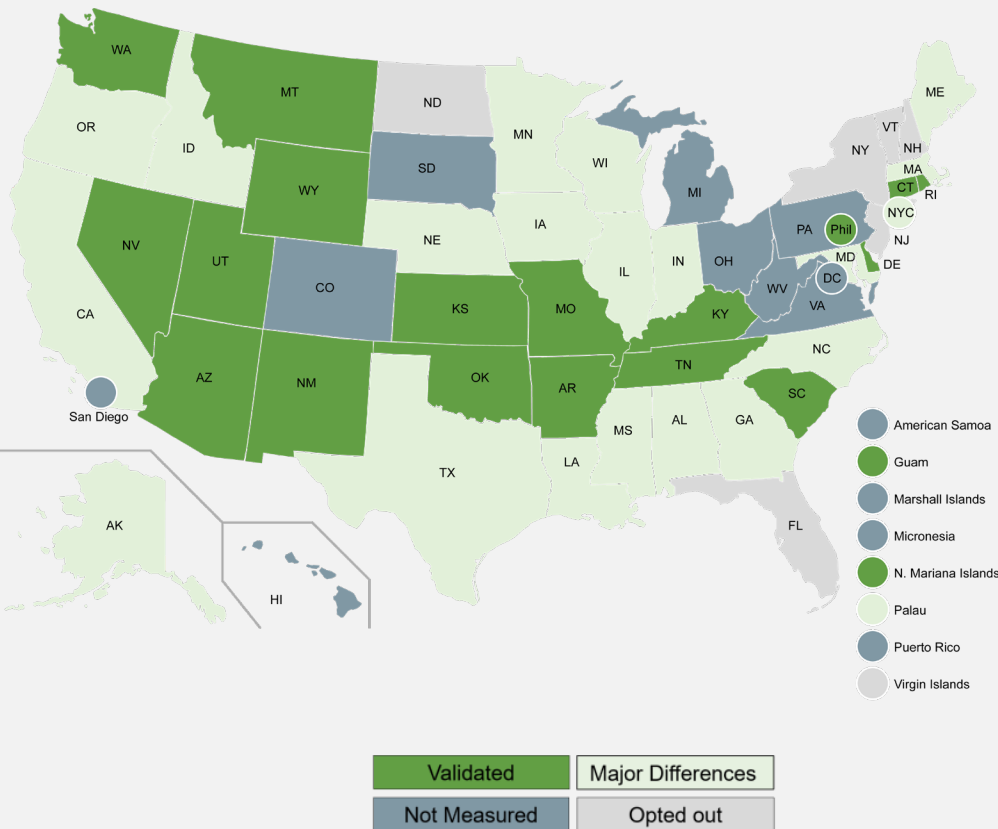 WA
MT
ND
MN
ME
OR
ID
SD
WI
MI
NY
VT
NH
MA
CT
RI
WY
NYC
NV
UT
NE
IA
PA
Phil
NJ
IL
IN
OH
MD
DE
DC
CO
WV
VA
CA
KS
MO
KY
NC
AZ
NM
OK
AR
TN
SC
San Diego
MS
AL
GA
TX
LA
FL
AK
HI
American Samoa
Guam
Marshall Islands
Micronesia
N. Mariana Islands
Palau
Puerto Rico
Virgin Islands
Validated
Major Differences
Not Measured
Opted out